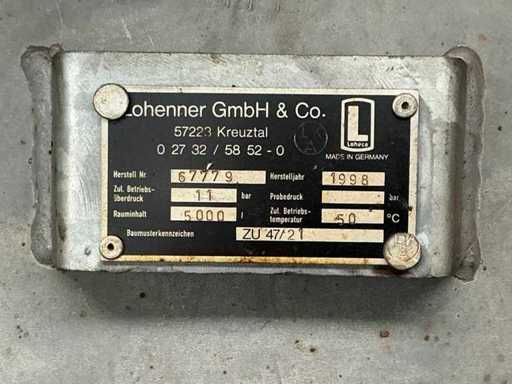 Lohenner GmbH & Co.
57223 Kreuztal
0 27 32 / 58 52 - 0
L
Loheco
MADE IN GERMANY
Herstell Nr. 67779 Herstelljahr 1998
Zul. Betriebs-
überdruck 11 bar Probedruck bar
Rauminhalt 5000 l Zul. Betriebs-
temperatur 50 °C
Baumusterkennzeichen ZU 47/21